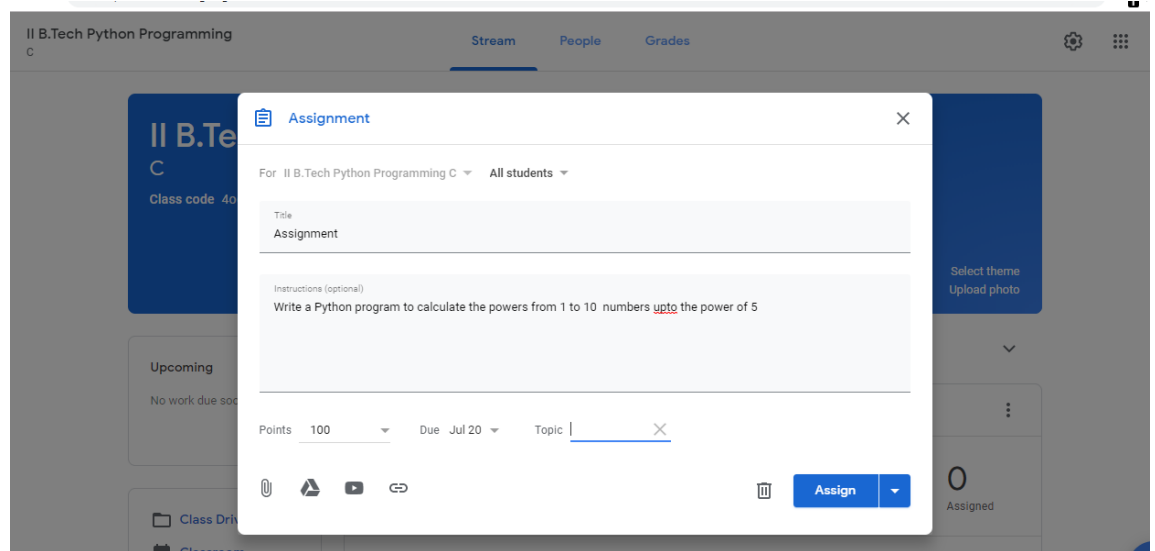 II B.Tech Python Programming
C
Stream People Grades
II B.Te
C
Class code 4o
Select theme
Upload photo
Assignment
For II B.Tech Python Programming C All students
Title
Assignment
Instructions (optional)
Write a Python program to calculate the powers from 1 to 10 numbers upto the power of 5
Points 100 Due Jul 20 Topic
Assign
Upcoming
No work due soo
0
Assigned
Class Driv